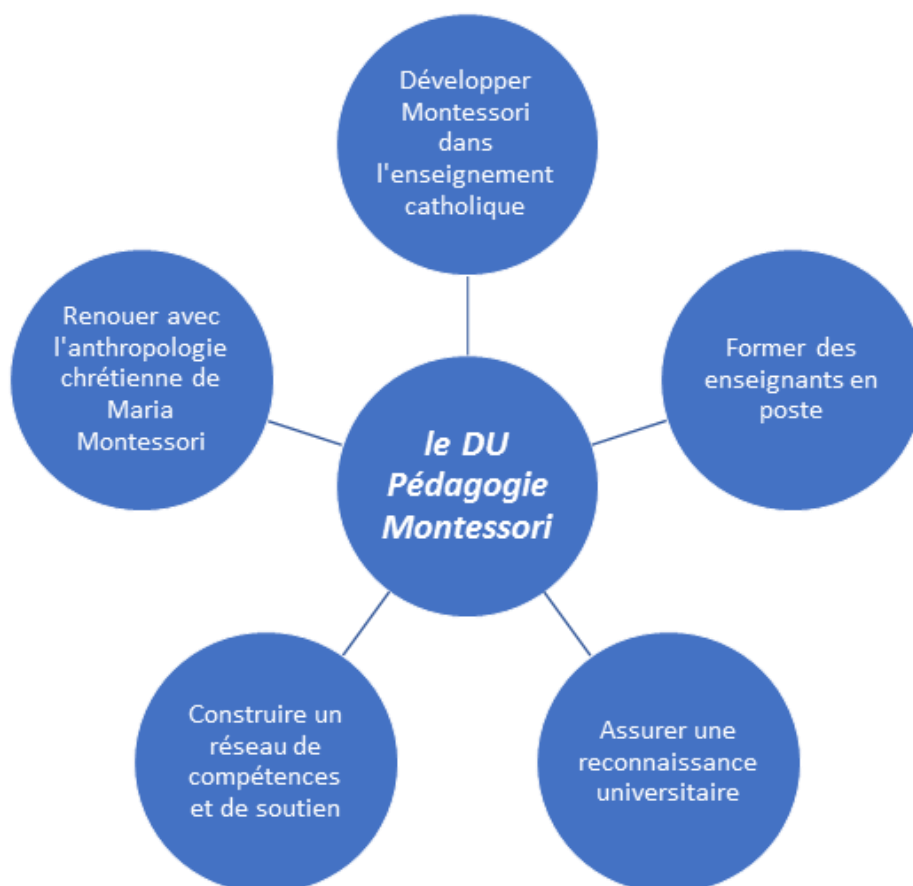 Développer
Montessori
dans
l'enseignement
catholique
Renouer avec
l'anthropologie
chrétienne de
Maria
Montessori
Former des
enseignants en
poste
le DU
Pédagogie
Montessori
Construire un
réseau de
compétences
et de soutien
Assurer une
reconnaissance
universitaire